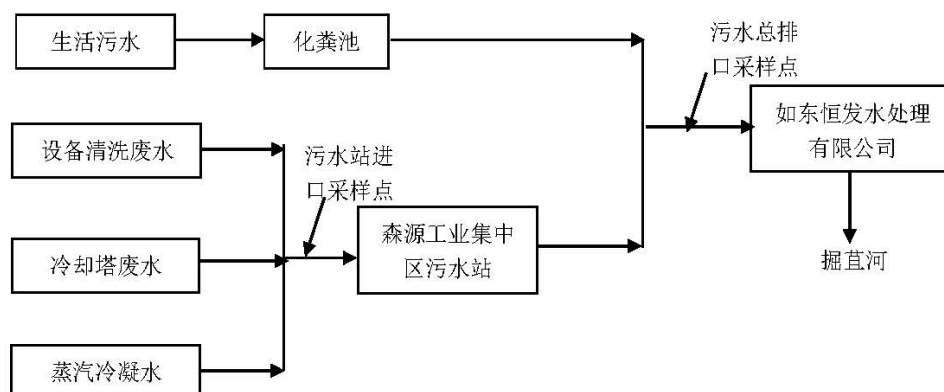 生活污水
化粪池
污水总排
口采样点
如东恒发水处理
有限公司
设备清洗废水
污水站进
口采样点
森源工业集中
区污水站
冷却塔废水
掘苴河
蒸汽冷凝水